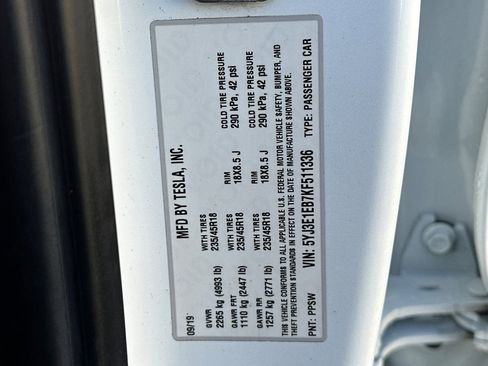 MFD BY TESLA, INC.
09/19
GVWR
2265 kg (4993 lb)
WITH TIRES
235/45R18
RIM
18X8.5 J
COLD TIRE PRESSURE
290 kPa, 42 psi
GAWR FRT
1110 kg (2447 lb)
WITH TIRES
235/45R18
RIM
18X8.5 J
COLD TIRE PRESSURE
290 kPa, 42 psi
GAWR RR
1257 kg (2771 lb)
WITH TIRES
235/45R18
RIM
18X8.5 J
COLD TIRE PRESSURE
290 kPa, 42 psi
THIS VEHICLE CONFORMS TO ALL APPLICABLE U.S. FEDERAL MOTOR VEHICLE SAFETY, BUMPER, AND
THEFT PREVENTION STANDARDS IN EFFECT ON THE DATE OF MANUFACTURE SHOWN ABOVE.
VIN: 5YJ3E1EB7KF511336 TYPE: PASSENGER CAR
PNT: PPSW